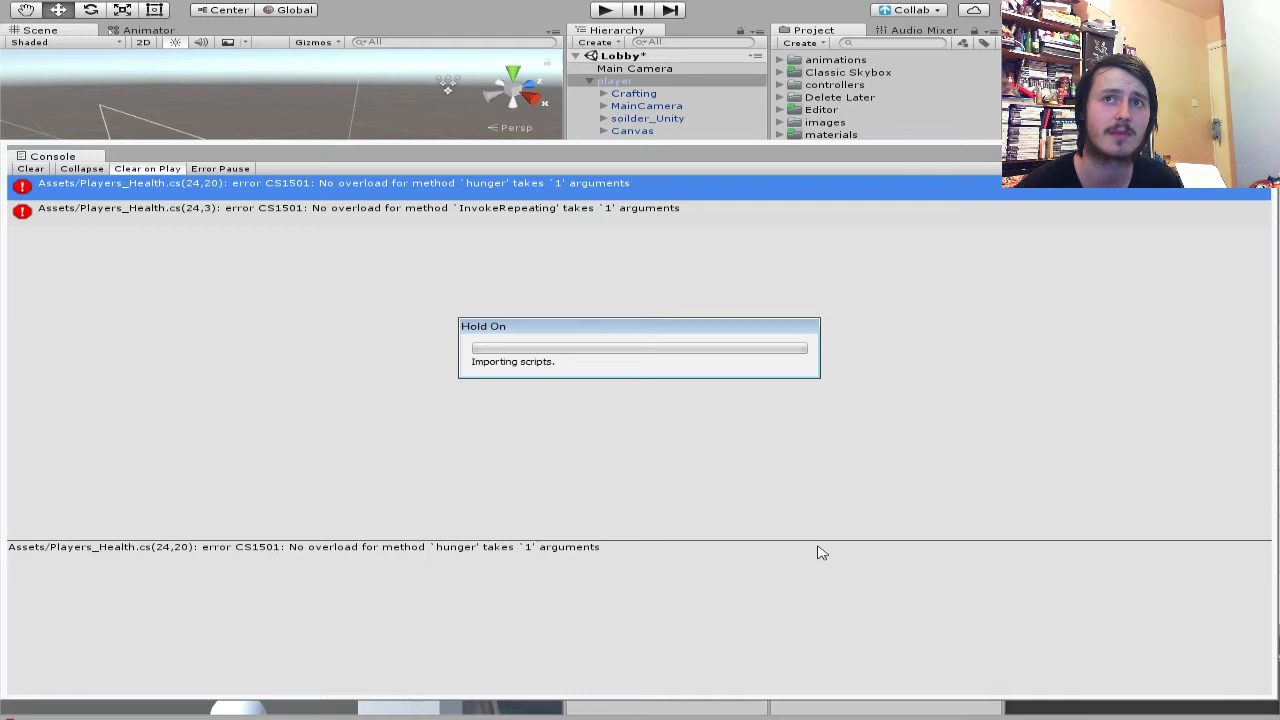 Center
Global
Collab
Scene
Animator
Hierarchy
Project
Audio Mixer
Shaded
2D
Gizmos
All
Create
All
Create
Lobby*
Main Camera
player
Crafting
MainCamera
soilder_Unity
Canvas
animations
Classic Skybox
controllers
Delete Later
Editor
images
materials
z
x
Persp
Console
Clear
Collapse
Clear on Play
Error Pause
Assets/Players_Health.cs(24,20): error CS1501: No overload for method `hunger' takes `1' arguments
Assets/Players_Health.cs(24,3): error CS1501: No overload for method `InvokeRepeating' takes `1' arguments
Hold On
Importing scripts.
Assets/Players_Health.cs(24,20): error CS1501: No overload for method `hunger' takes `1' arguments